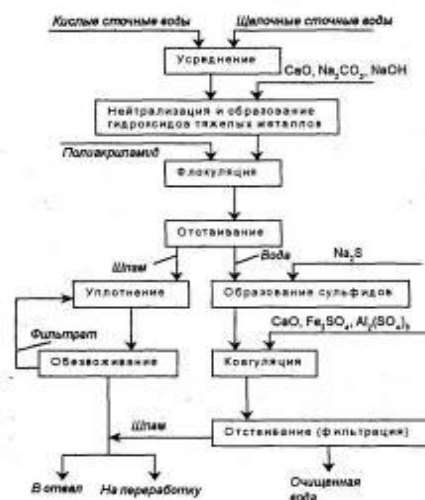 Кислые сточные воды
Щелочные сточные воды
Усреднение
CaO, Na₂CO₃, NaOH
Нейтрализация и образование
гидроксидов тяжелых металлов
Полиакриламид
Флокуляция
Отстаивание
Шлам
Вода
Na₂S
Уплотнение
Образование сульфидов
CaO, Fe₂SO₄, Al₂(SO₄)₃
Фильтрат
Обезвоживание
Коагуляция
Шлам
Отстаивание (фильтрация)
В отвал
На переработку
Очищенная
вода